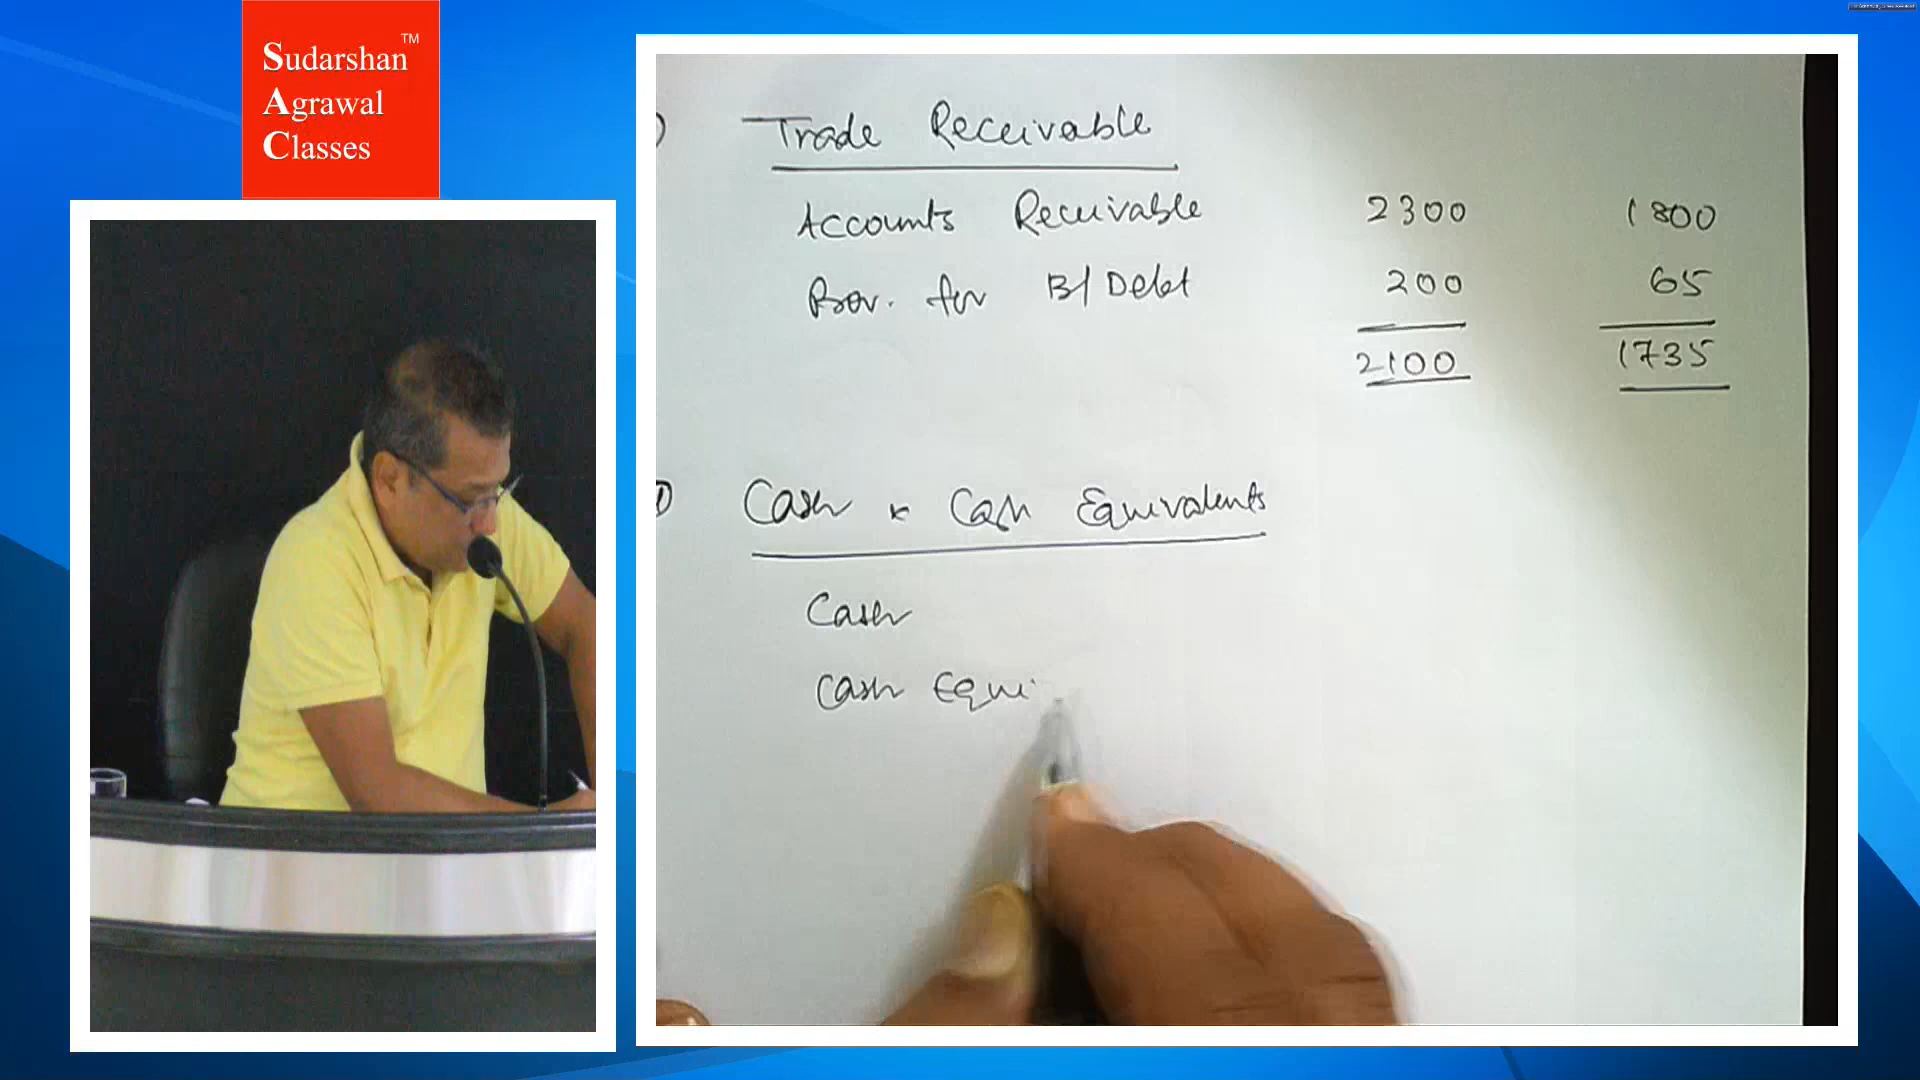 Sudarshan™
Agrawal
Classes
Trade Receivable
Accounts Receivable 2300 1800
Prov. for B/Debt 200 65
2100 1735
Cash & Cash Equivalents
Cash
Cash Equi